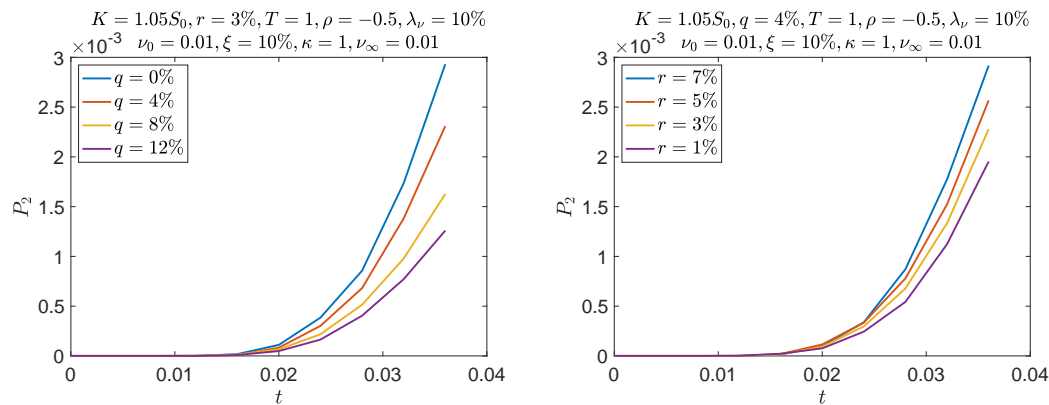 K = 1.05S₀, r = 3%, T = 1, ρ = −0.5, λ_ν = 10%
ν₀ = 0.01, ξ = 10%, κ = 1, ν_∞ = 0.01
×10⁻³
3
2.5
2
1.5
1
0.5
0
P₂
q = 0%
q = 4%
q = 8%
q = 12%
0 0.01 0.02 0.03 0.04
t
K = 1.05S₀, q = 4%, T = 1, ρ = −0.5, λ_ν = 10%
ν₀ = 0.01, ξ = 10%, κ = 1, ν_∞ = 0.01
×10⁻³
3
2.5
2
1.5
1
0.5
0
P₂
r = 7%
r = 5%
r = 3%
r = 1%
0 0.01 0.02 0.03 0.04
t